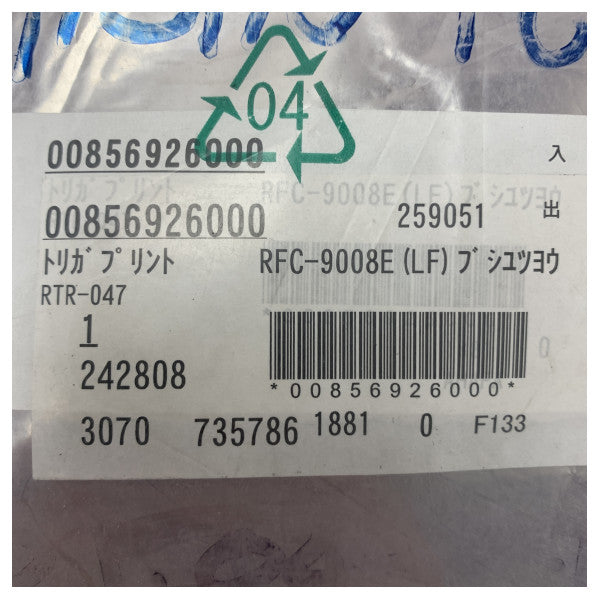 04
00856926000
入
トリガプリント RFC-9008E(LF)ブシユツヨウ
00856926000 259051 出
トリガプリント RFC-9008E(LF)ブシユツヨウ
RTR-047
1
0
242808
*00856926000*
3070 735786 1881 0 F133